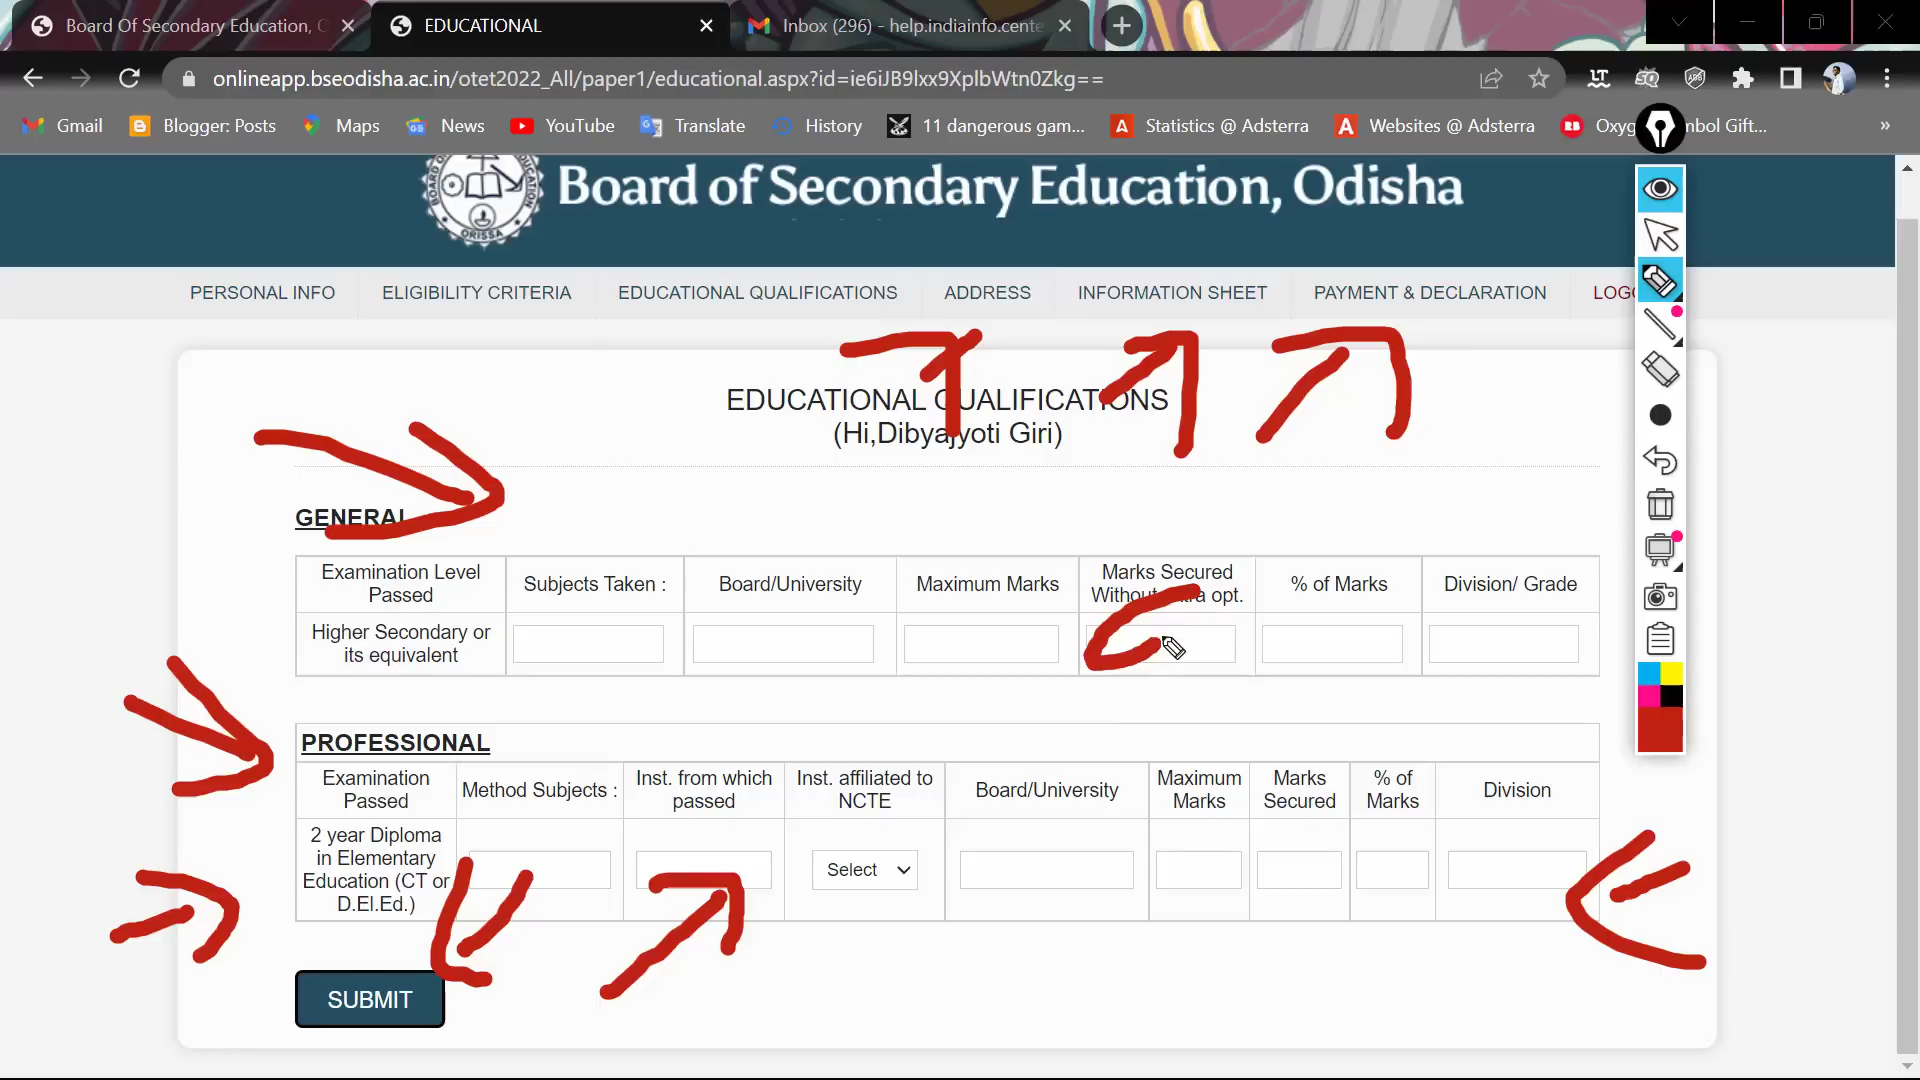 Board Of Secondary Education, O
EDUCATIONAL
Inbox (296) - help.indiainfo.cente
onlineapp.bseodisha.ac.in/otet2022_All/paper1/educational.aspx?id=ie6iJB9lxx9XplbWtn0Zkg==
Gmail
Blogger: Posts
Maps
News
YouTube
Translate
History
11 dangerous gam...
Statistics @ Adsterra
Websites @ Adsterra
Board of Secondary Education, Odisha
PERSONAL INFO
ELIGIBILITY CRITERIA
EDUCATIONAL QUALIFICATIONS
ADDRESS
INFORMATION SHEET
PAYMENT & DECLARATION
EDUCATIONAL QUALIFICATIONS
(Hi,Dibyajyoti Giri)
GENERAL
Examination Level
Passed
Subjects Taken :
Board/University
Maximum Marks
Marks Secured
Without extra opt.
% of Marks
Division/ Grade
Higher Secondary or
its equivalent
PROFESSIONAL
Examination
Passed
Method Subjects :
Inst. from which
passed
Inst. affiliated to
NCTE
Board/University
Maximum
Marks
Marks
Secured
% of
Marks
Division
2 year Diploma
in Elementary
Education (CT or
D.El.Ed.)
Select
SUBMIT